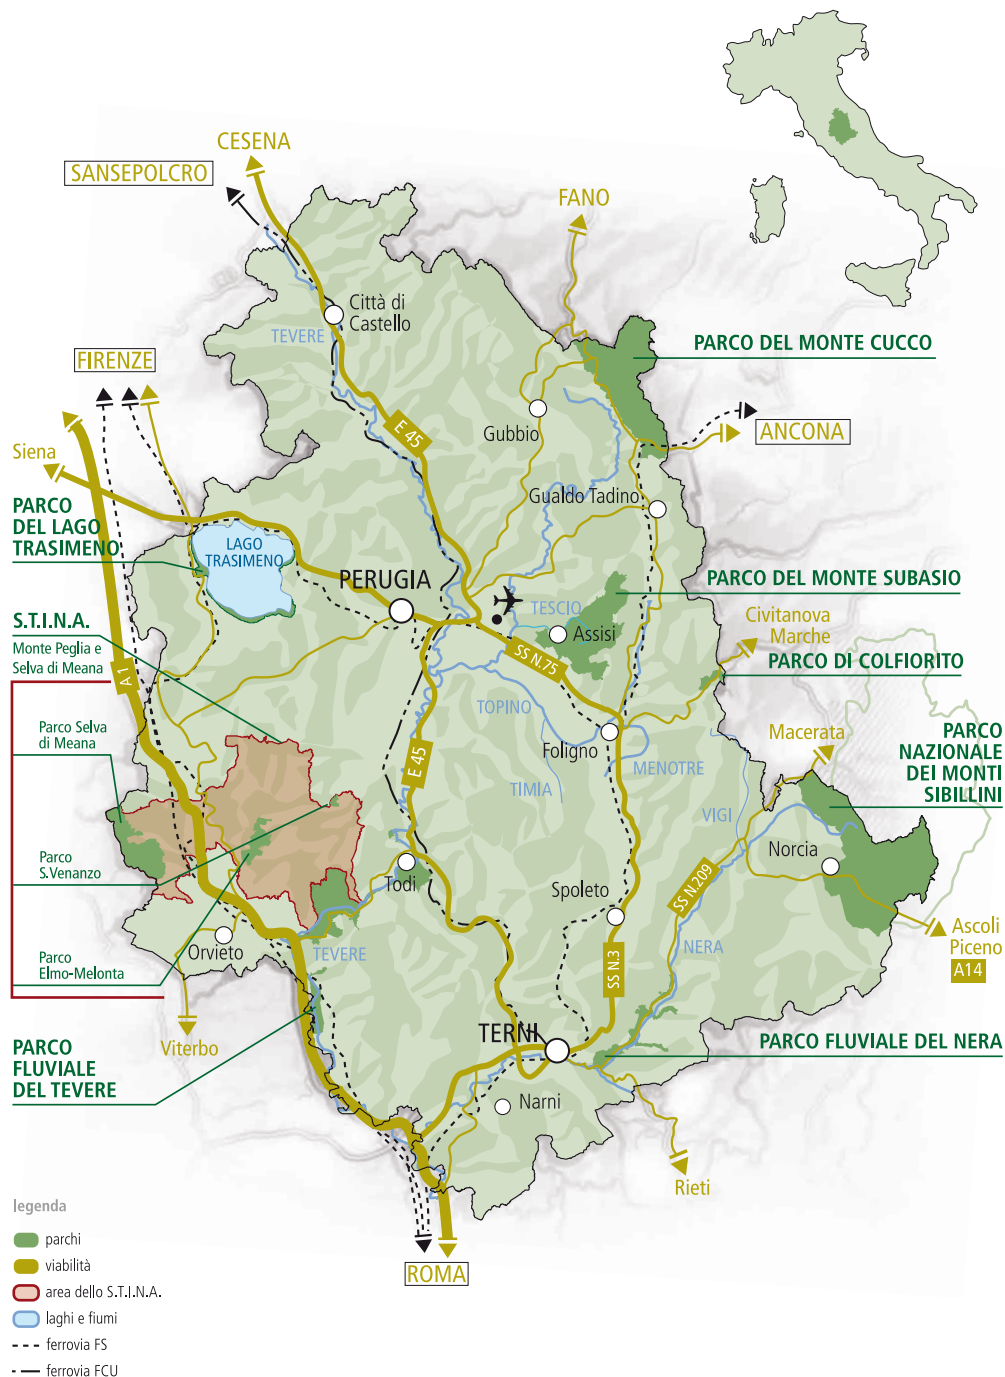 CESENA
SANSEPOLCRO
FANO
Città di
Castello
TEVERE
PARCO DEL MONTE CUCCO
FIRENZE
E 45
Gubbio
ANCONA
Siena
Gualdo Tadino
PARCO
DEL LAGO
TRASIMENO
LAGO
TRASIMENO
PERUGIA
PARCO DEL MONTE SUBASIO
TESCIO
Assisi
Civitanova
Marche
S.T.I.N.A.
Monte Peglia e
Selva di Meana
SS N.75
PARCO DI COLFIORITO
A1
TOPINO
Foligno
Macerata
Parco Selva
di Meana
E 45
MENOTRE
TIMIA
PARCO
NAZIONALE
DEI MONTI
SIBILLINI
VIGI
Norcia
Parco
S.Venanzo
Todi
SS N.209
Spoleto
Ascoli
Piceno
A14
Orvieto
TEVERE
NERA
Parco
Elmo-Melonta
SS N.3
Viterbo
TERNI
PARCO FLUVIALE DEL NERA
PARCO
FLUVIALE
DEL TEVERE
Narni
Rieti
ROMA
legenda
parchi
viabilità
area dello S.T.I.N.A.
laghi e fiumi
ferrovia FS
ferrovia FCU